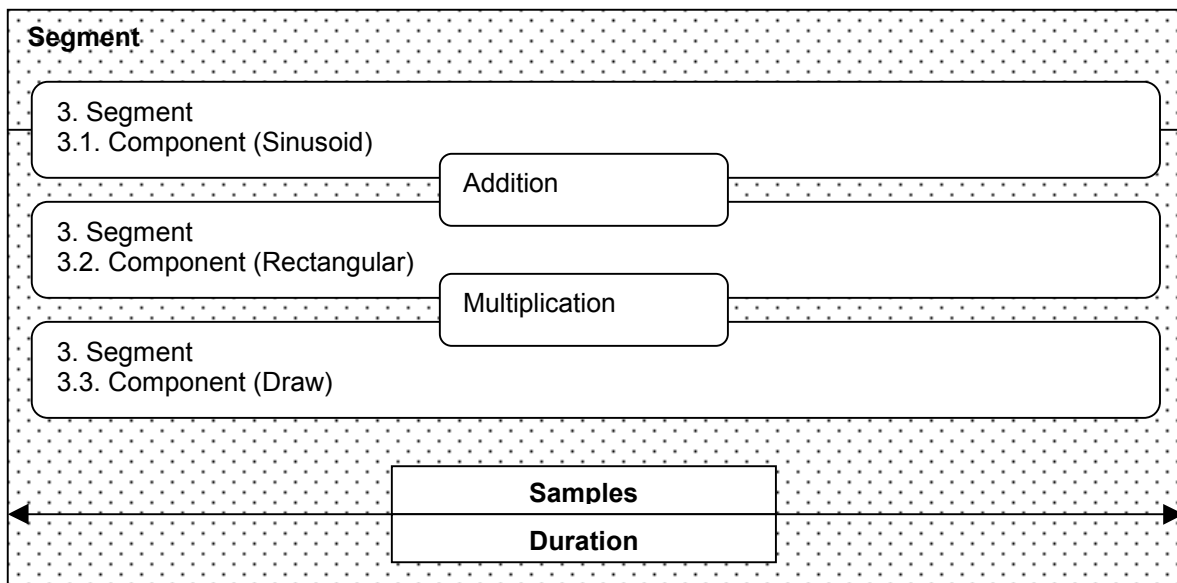 Segment
3. Segment
3.1. Component (Sinusoid)
Addition
3. Segment
3.2. Component (Rectangular)
Multiplication
3. Segment
3.3. Component (Draw)
Samples
Duration